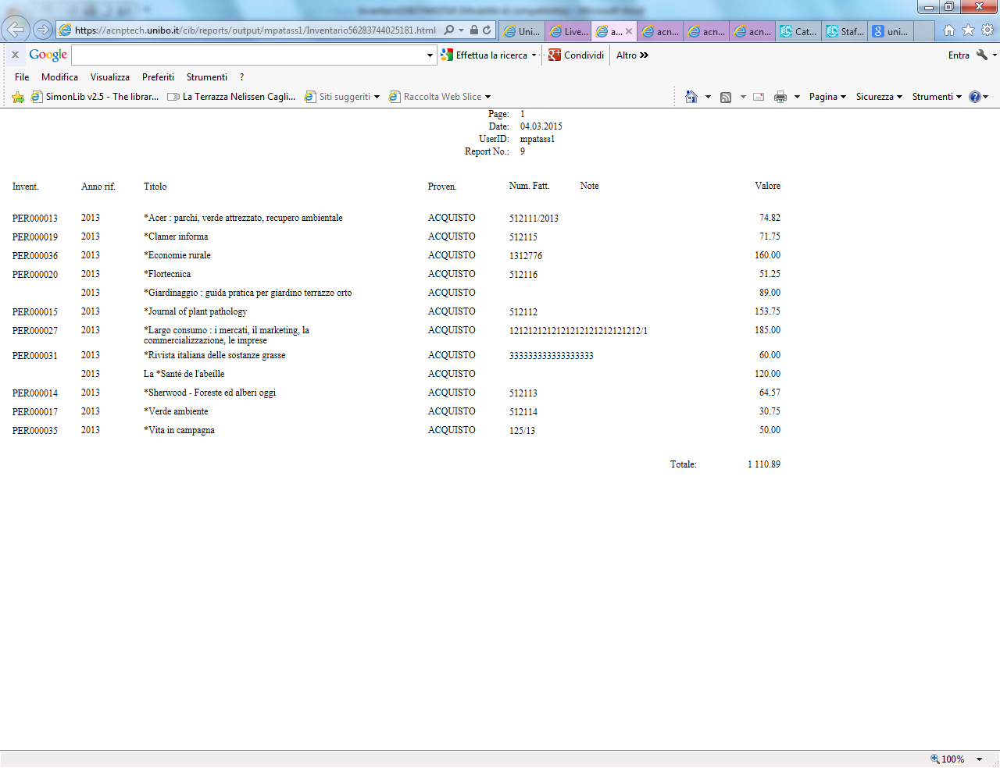 https://acnptech.unibo.it/cib/reports/output/mpatass1/Inventario56283744025181.html
Uni...
Live...
a...
acn...
acn...
acn...
Cat...
Staf...
uni...
Google
Effettua la ricerca
Condividi
Altro
Entra
File Modifica Visualizza Preferiti Strumenti ?
SimonLib v2.5 - The librar...
La Terrazza Nelissen Cagli...
Siti suggeriti
Raccolta Web Slice
Pagina
Sicurezza
Strumenti
Page: 1
Date: 04.03.2015
UserID: mpatass1
Report No.: 9
Invent. Anno rif. Titolo Proven. Num. Fatt. Note Valore
PER000013 2013 *Acer : parchi, verde attrezzato, recupero ambientale ACQUISTO 512111/2013 74.82
PER000019 2013 *Clamer informa ACQUISTO 512115 71.75
PER000036 2013 *Economie rurale ACQUISTO 1312776 160.00
PER000020 2013 *Flortecnica ACQUISTO 512116 51.25
2013 *Giardinaggio : guida pratica per giardino terrazzo orto ACQUISTO 89.00
PER000015 2013 *Journal of plant pathology ACQUISTO 512112 153.75
PER000027 2013 *Largo consumo : i mercati, il marketing, la ACQUISTO 1212121212121212121212121212/1 185.00
commercializzazione, le imprese
PER000031 2013 *Rivista italiana delle sostanze grasse ACQUISTO 333333333333333333 60.00
2013 La *Santé de l'abeille ACQUISTO 120.00
PER000014 2013 *Sherwood - Foreste ed alberi oggi ACQUISTO 512113 64.57
PER000017 2013 *Verde ambiente ACQUISTO 512114 30.75
PER000035 2013 *Vita in campagna ACQUISTO 125/13 50.00
Totale: 1 110.89
100%